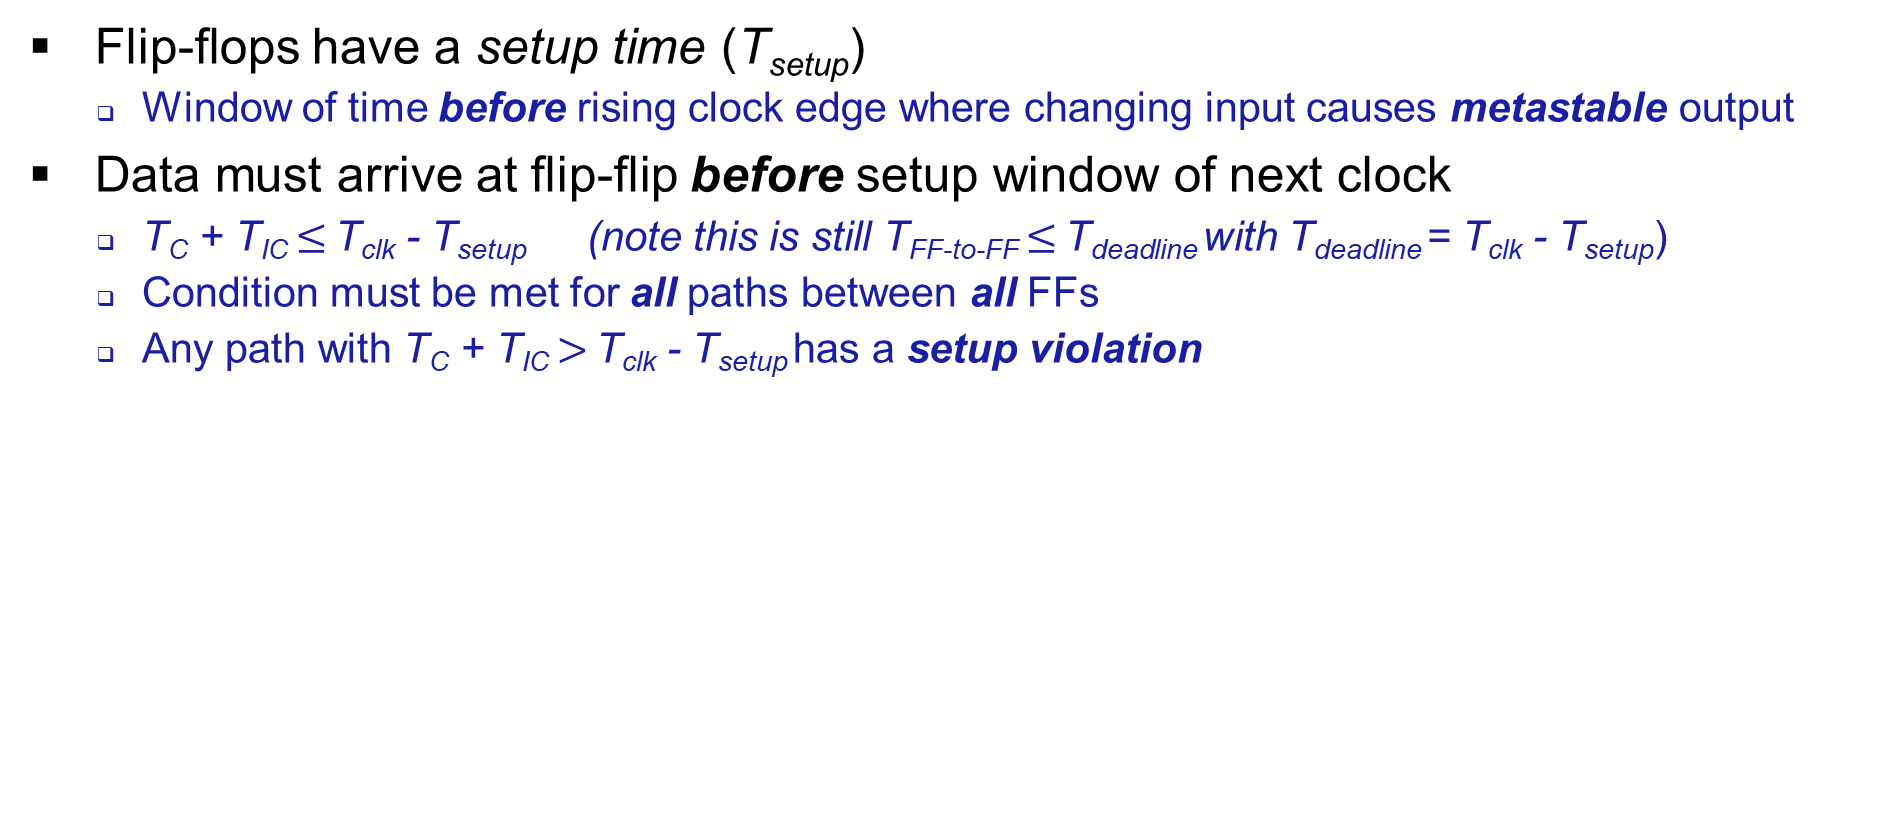 ▪ Flip-flops have a setup time (Tsetup)
❑ Window of time before rising clock edge where changing input causes metastable output
▪ Data must arrive at flip-flip before setup window of next clock
❑ TC + TIC ≤ Tclk - Tsetup (note this is still TFF-to-FF ≤ Tdeadline with Tdeadline = Tclk - Tsetup)
❑ Condition must be met for all paths between all FFs
❑ Any path with TC + TIC > Tclk - Tsetup has a setup violation